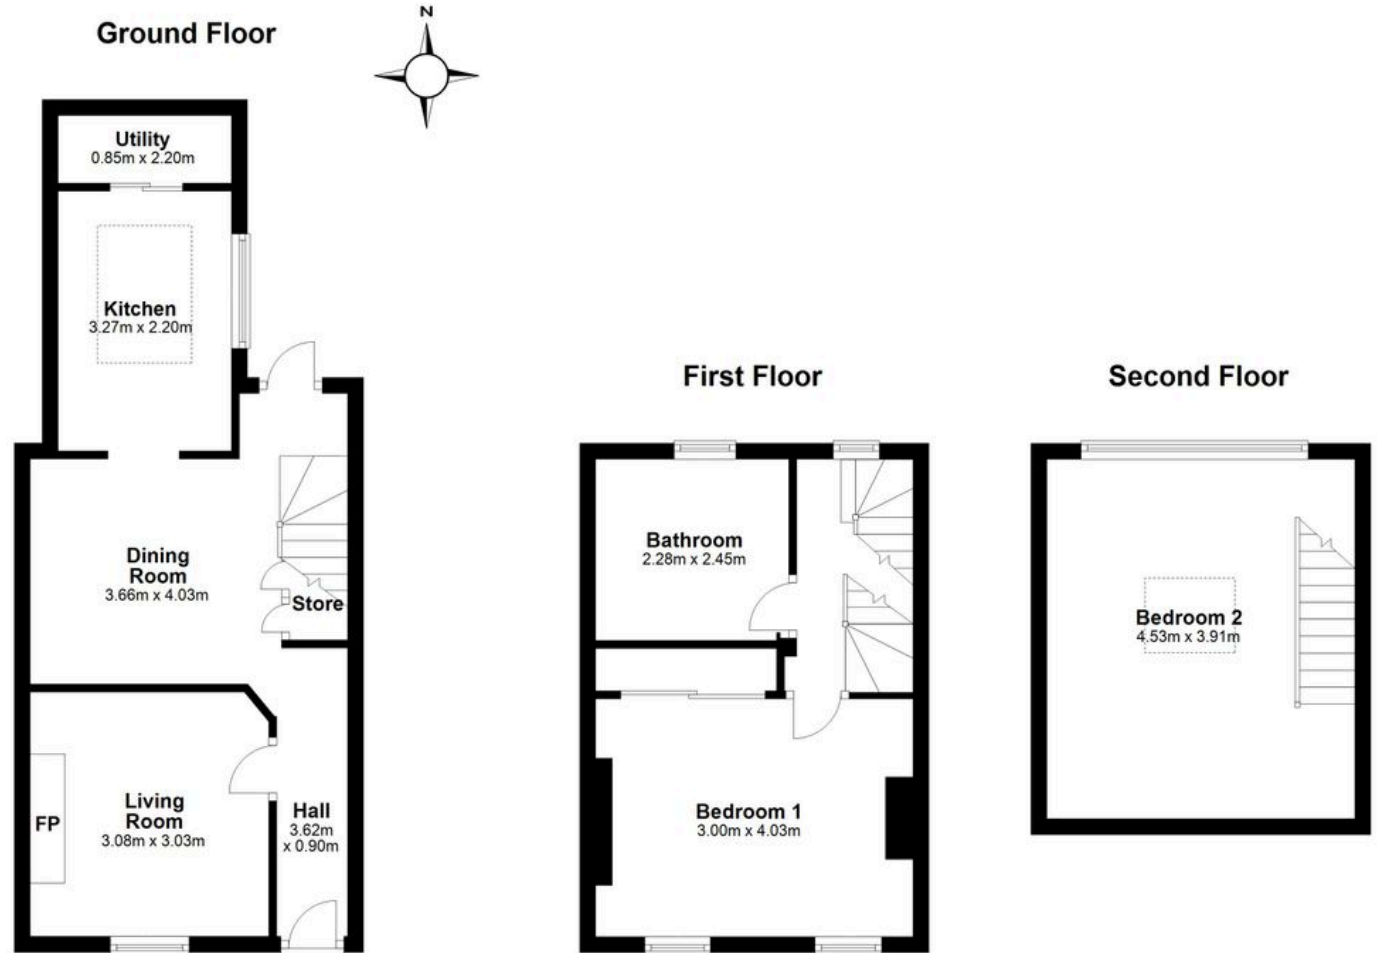 Ground Floor
N
Utility
0.85m x 2.20m
Kitchen
3.27m x 2.20m
Dining
Room
3.66m x 4.03m
Store
Living
Room
3.08m x 3.03m
FP
Hall
3.62m
x 0.90m
First Floor
Bathroom
2.28m x 2.45m
Bedroom 1
3.00m x 4.03m
Second Floor
Bedroom 2
4.53m x 3.91m